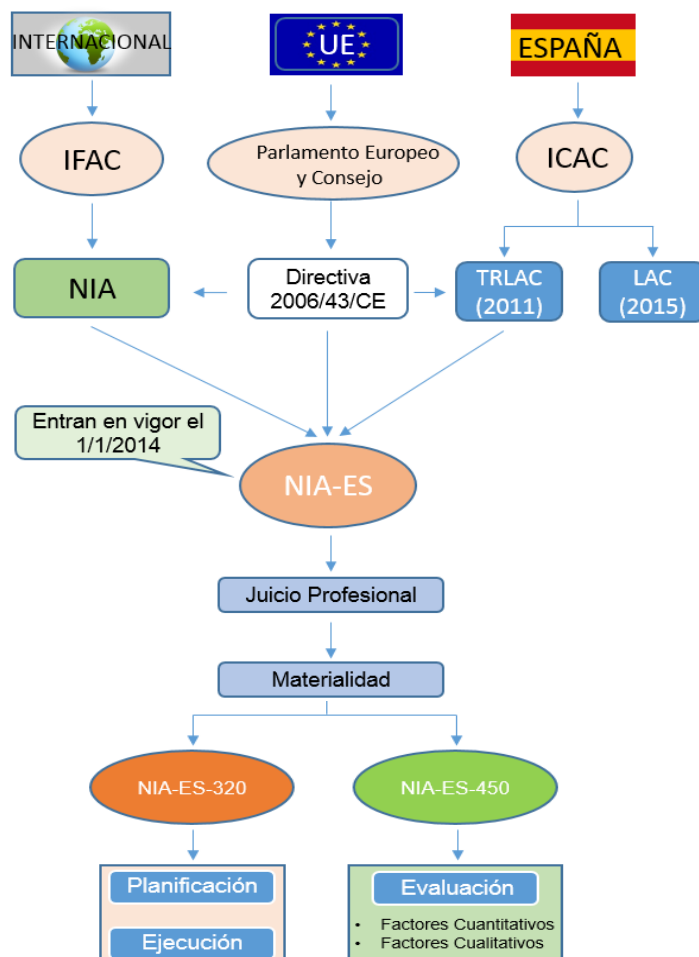 INTERNACIONAL
UE
ESPAÑA
IFAC
Parlamento Europeo
y Consejo
ICAC
NIA
Directiva
2006/43/CE
TRLAC
(2011)
LAC
(2015)
Entran en vigor el
1/1/2014
NIA-ES
Juicio Profesional
Materialidad
NIA-ES-320
NIA-ES-450
Planificación
Ejecución
Evaluación
• Factores Cuantitativos
• Factores Cualitativos